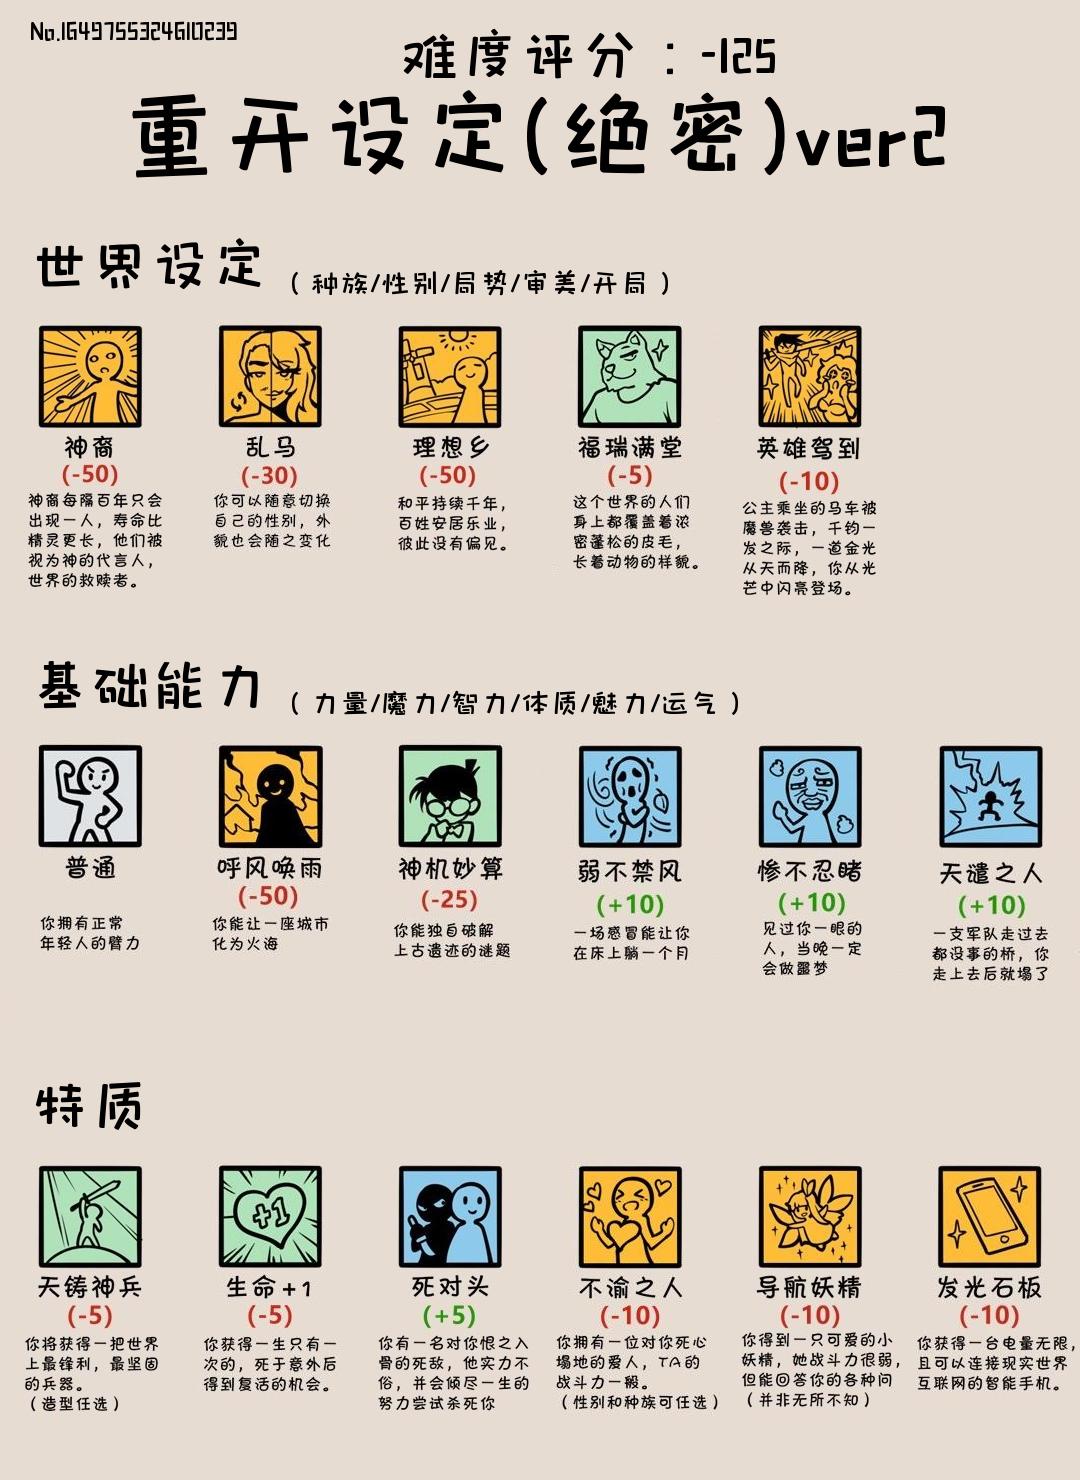 No.1649755324610239
难度评分：-125
重开设定(绝密)ver2
世界设定 （种族/性别/局势/审美/开局）
神裔
(-50)
神裔每隔百年只会
出现一人，寿命比
精灵更长，他们被
视为神的代言人，
世界的救赎者。
乱马
(-30)
你可以随意切换
自己的性别，外
貌也会随之变化
理想乡
(-50)
和平持续千年，
百姓安居乐业，
彼此没有偏见。
福瑞满堂
(-5)
这个世界的人们
身上都覆盖着浓
密蓬松的皮毛，
长着动物的样貌。
英雄驾到
(-10)
公主乘坐的马车被
魔兽袭击，千钧一
发之际，一道金光
从天而降，你从光
芒中闪亮登场。
基础能力 （力量/魔力/智力/体质/魅力/运气）
普通
你拥有正常
年轻人的臂力
呼风唤雨
(-50)
你能让一座城市
化为火海
神机妙算
(-25)
你能独自破解
上古遗迹的谜题
弱不禁风
(+10)
一场感冒能让你
在床上躺一个月
惨不忍睹
(+10)
见过你一眼的
人，当晚一定
会做噩梦
天谴之人
(+10)
一支军队走过去
都没事的桥，你
走上去后就塌了
特质
天铸神兵
(-5)
你将获得一把世界
上最锋利，最坚固
的兵器。
（造型任选）
+1
生命+1
(-5)
你获得一生只有一
次的，死于意外后
得到复活的机会。
死对头
(+5)
你有一名对你恨之入
骨的死敌，他实力不
俗，并会倾尽一生的
努力尝试杀死你
不渝之人
(-10)
你拥有一位对你死心
塌地的爱人，TA的
战斗力一般。
（性别和种族可任选）
导航妖精
(-10)
你得到一只可爱的小
妖精，她战斗力很弱，
但能回答你的各种问
（并非无所不知）
发光石板
(-10)
你获得一台电量无限，
且可以连接现实世界
互联网的智能手机。